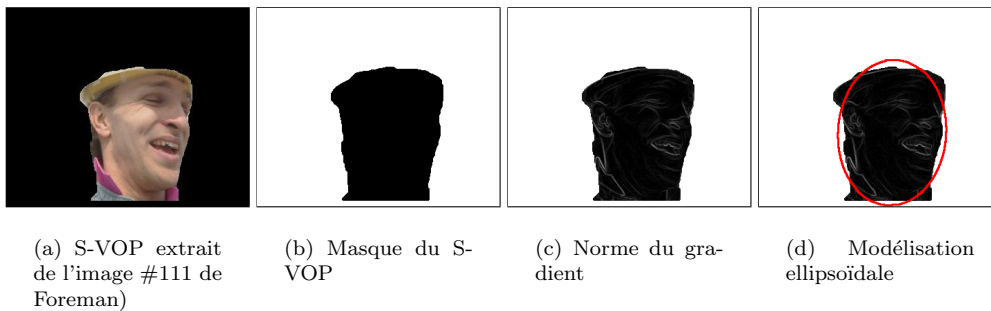 (a) S-VOP extrait
de l'image #111 de
Foreman)
(b) Masque du S-
VOP
(c) Norme du gra-
dient
(d) Modélisation
ellipsoïdale